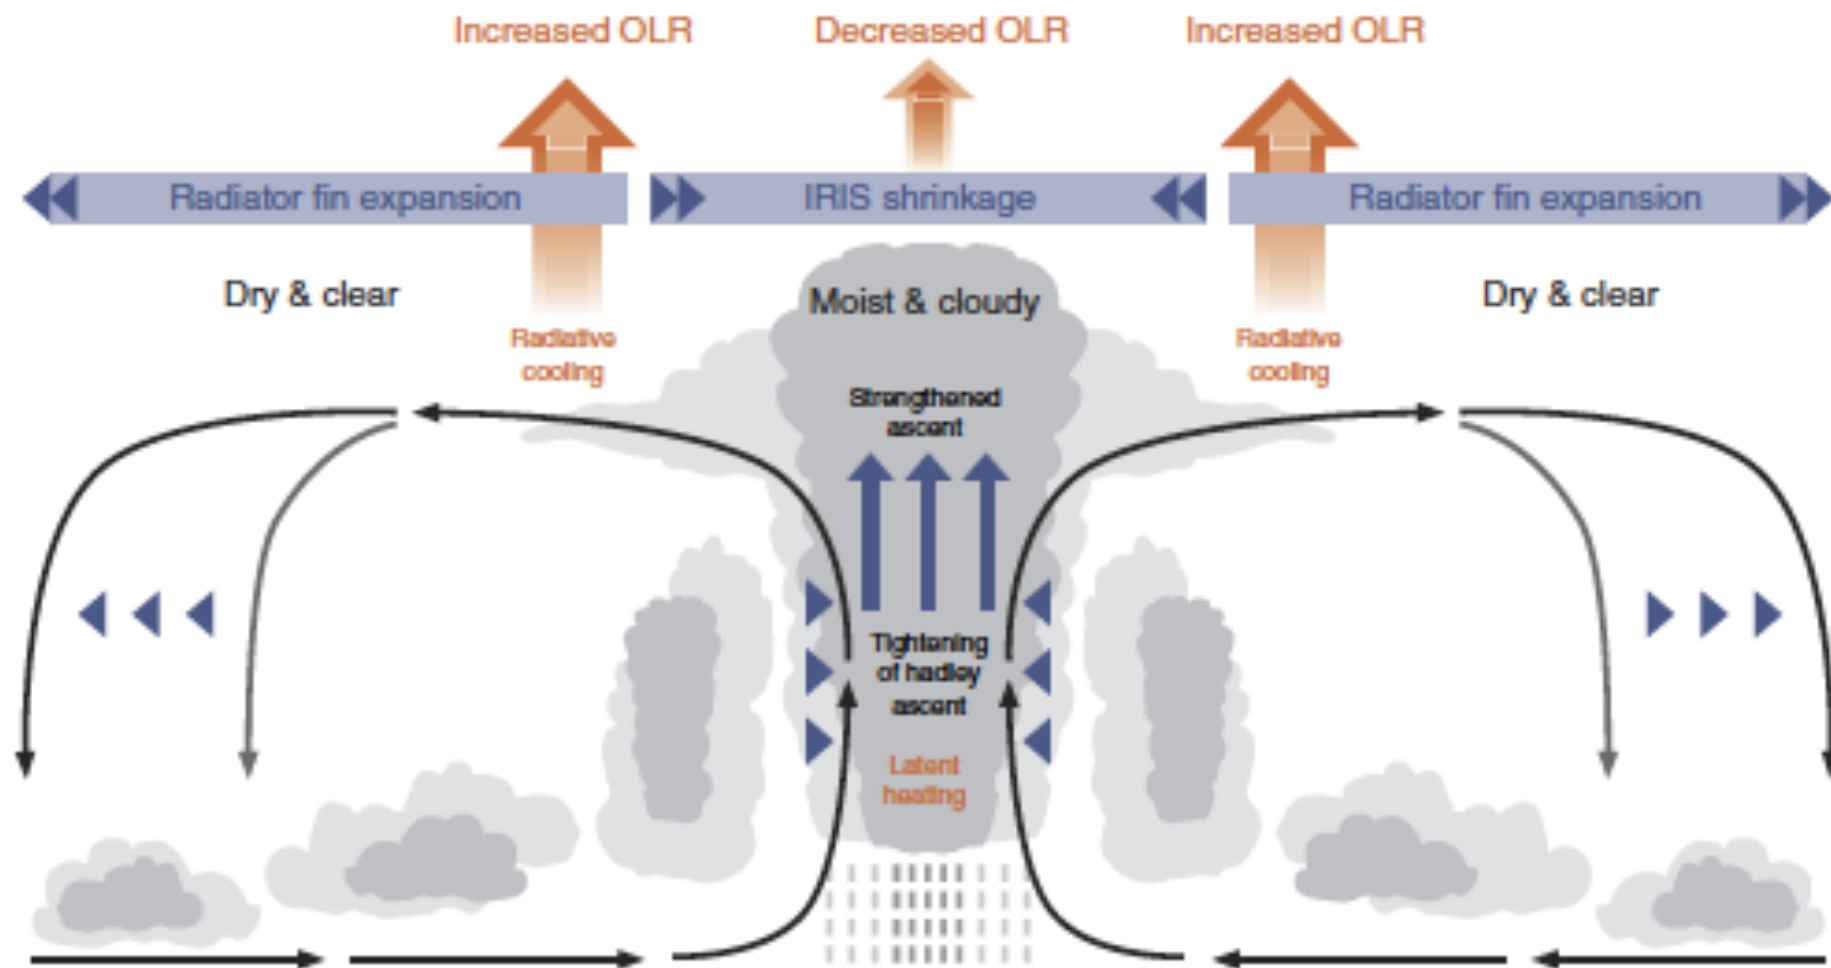 Increased OLR
Decreased OLR
Increased OLR
Radiator fin expansion
IRIS shrinkage
Radiator fin expansion
Dry & clear
Moist & cloudy
Dry & clear
Radiative
cooling
Radiative
cooling
Strengthened
ascent
Tightening
of hadley
ascent
Latent
heating